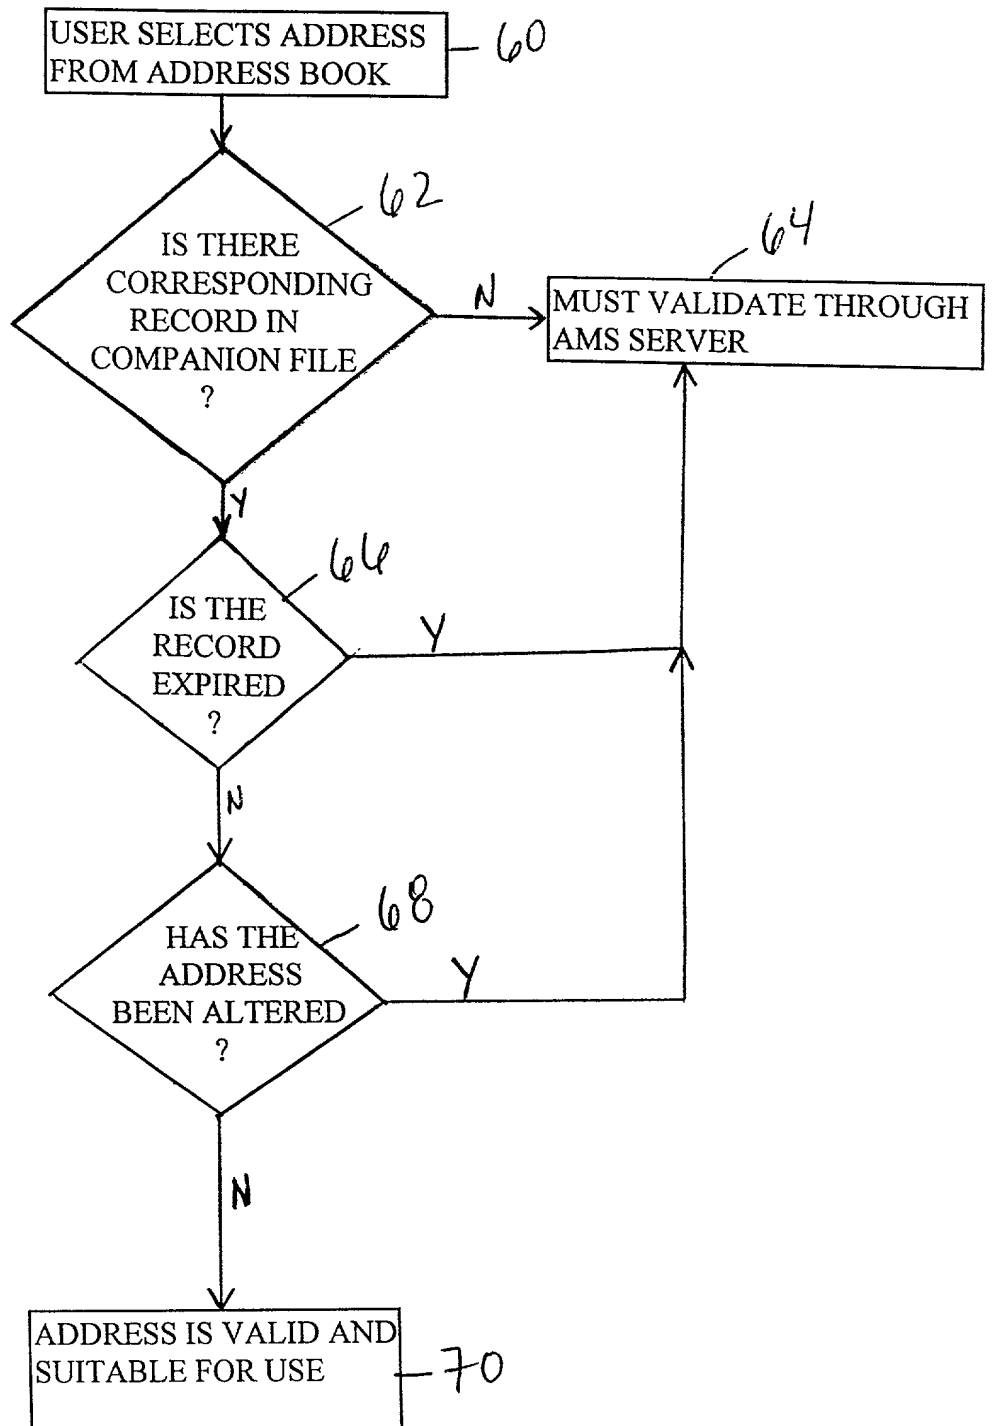 USER SELECTS ADDRESS
FROM ADDRESS BOOK
60
62
IS THERE
CORRESPONDING
RECORD IN
COMPANION FILE
?
N
64
MUST VALIDATE THROUGH
AMS SERVER
Y
66
IS THE
RECORD
EXPIRED
?
Y
N
68
HAS THE
ADDRESS
BEEN ALTERED
?
Y
N
ADDRESS IS VALID AND
SUITABLE FOR USE
70